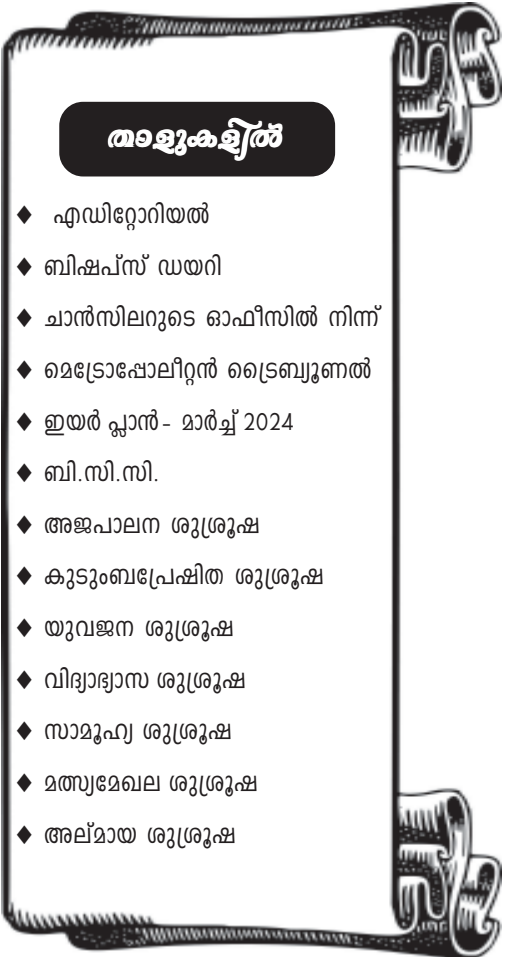 താളുകളിൽ
♦ എഡിറ്റോറിയൽ
♦ ബിഷപ്സ് ഡയറി
♦ ചാൻസിലറുടെ ഓഫീസിൽ നിന്ന്
♦ മെട്രോപ്പോലീറ്റൻ ട്രൈബ്യൂണൽ
♦ ഇയർ പ്ലാൻ - മാർച്ച് 2024
♦ ബി.സി.സി.
♦ അജപാലന ശുശ്രൂഷ
♦ കുടുംബപ്രേഷിത ശുശ്രൂഷ
♦ യുവജന ശുശ്രൂഷ
♦ വിദ്യാഭ്യാസ ശുശ്രൂഷ
♦ സാമൂഹ്യ ശുശ്രൂഷ
♦ മത്സ്യമേഖല ശുശ്രൂഷ
♦ അല്മായ ശുശ്രൂഷ